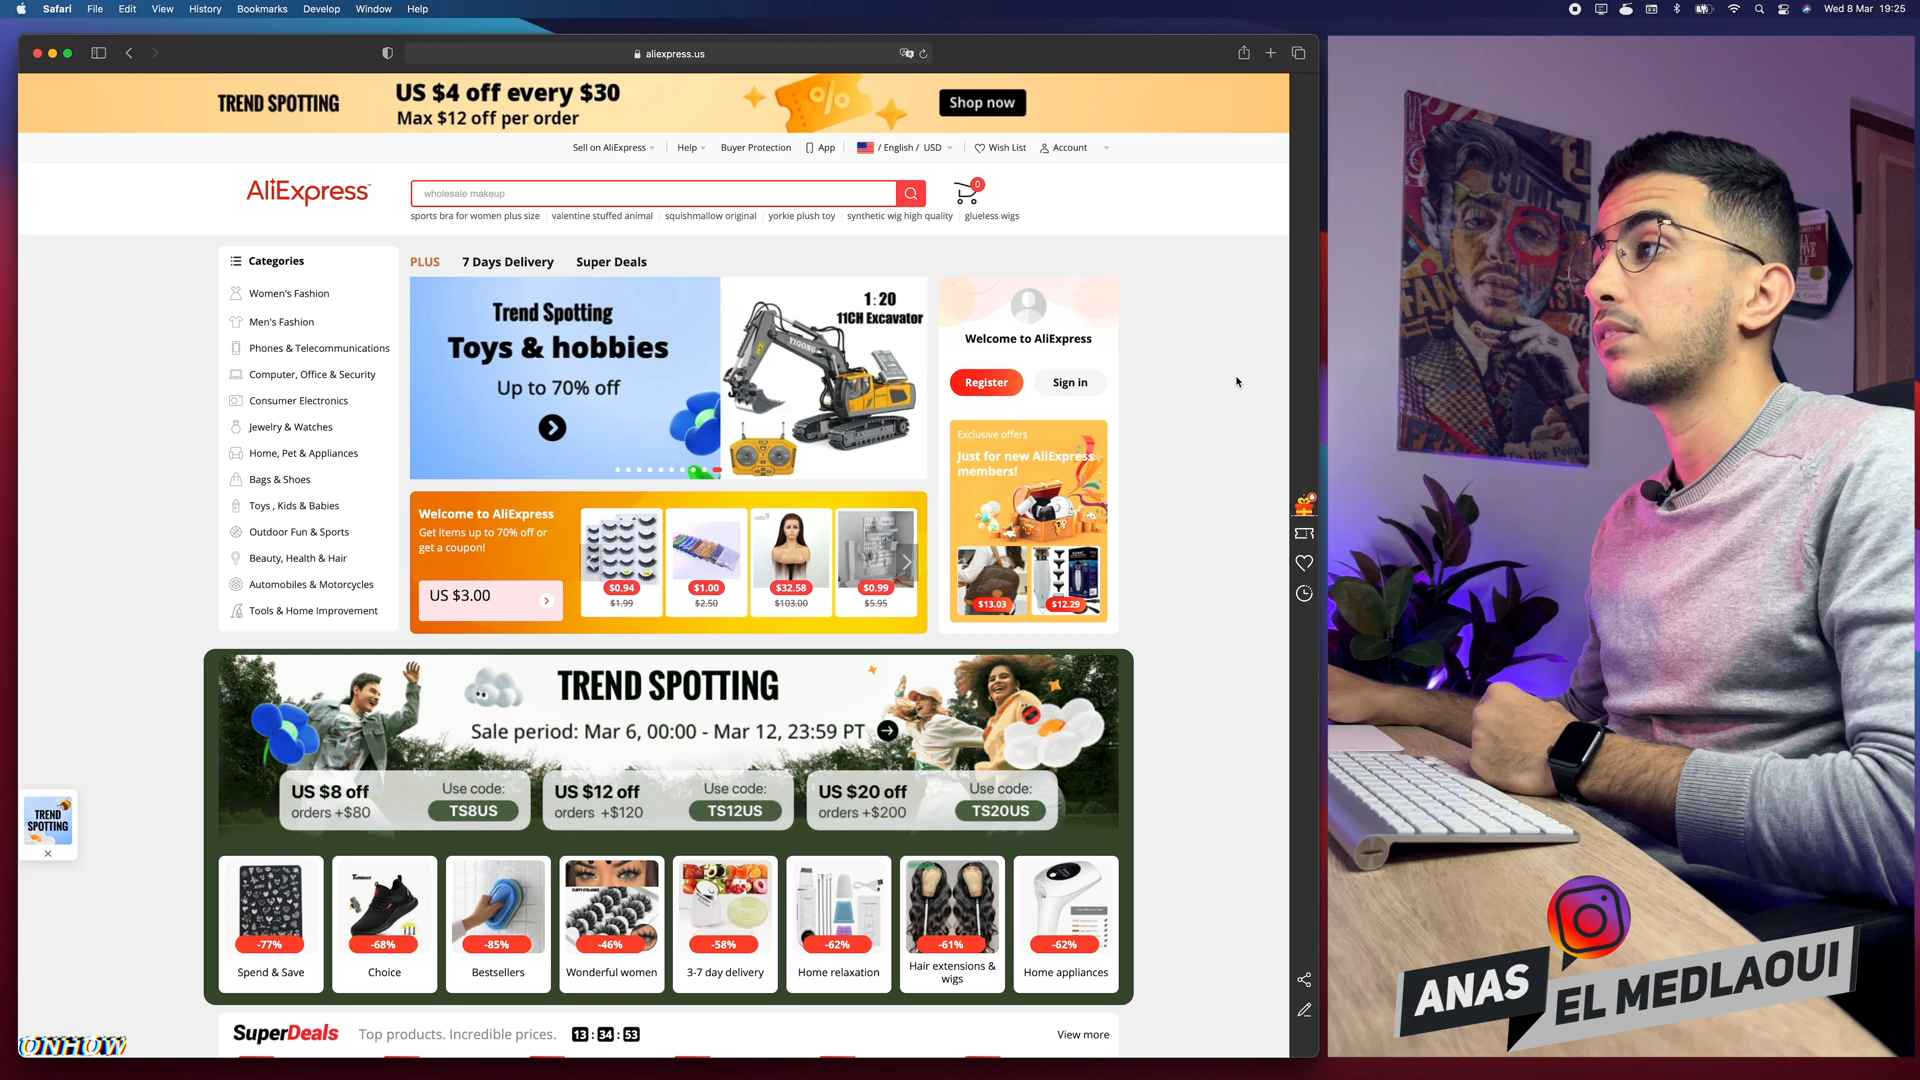 Safari File Edit View History Bookmarks Develop Window Help
Wed 8 Mar 19:25
aliexpress.us
TREND SPOTTING
US $4 off every $30
Max $12 off per order
%
Shop now
Sell on AliExpress
Help
Buyer Protection
App
/ English / USD
Wish List
Account
AliExpress
wholesale makeup
0
sports bra for women plus size
valentine stuffed animal
squishmallow original
yorkie plush toy
synthetic wig high quality
glueless wigs
Categories
Women's Fashion
Men's Fashion
Phones & Telecommunications
Computer, Office & Security
Consumer Electronics
Jewelry & Watches
Home, Pet & Appliances
Bags & Shoes
Toys , Kids & Babies
Outdoor Fun & Sports
Beauty, Health & Hair
Automobiles & Motorcycles
Tools & Home Improvement
PLUS
7 Days Delivery
Super Deals
Trend Spotting
Toys & hobbies
Up to 70% off
1:20
11CH Excavator
Welcome to AliExpress
Register
Sign in
Exclusive offers
Just for new AliExpress
members!
$13.03
$12.29
Welcome to AliExpress
Get items up to 70% off or
get a coupon!
US $3.00
$0.94
$1.99
$1.00
$2.50
$32.58
$103.00
$0.99
$5.95
TREND SPOTTING
Sale period: Mar 6, 00:00 - Mar 12, 23:59 PT
US $8 off
orders +$80
Use code:
TS8US
US $12 off
orders +$120
Use code:
TS12US
US $20 off
orders +$200
Use code:
TS20US
TREND
SPOTTING
-77%
Spend & Save
-68%
Choice
-85%
Bestsellers
-46%
Wonderful women
-58%
3-7 day delivery
-62%
Home relaxation
-61%
Hair extensions &
wigs
-62%
Home appliances
SuperDeals
Top products. Incredible prices.
13 : 34 : 53
View more
ONHOW
ANAS
EL MEDLAOUI